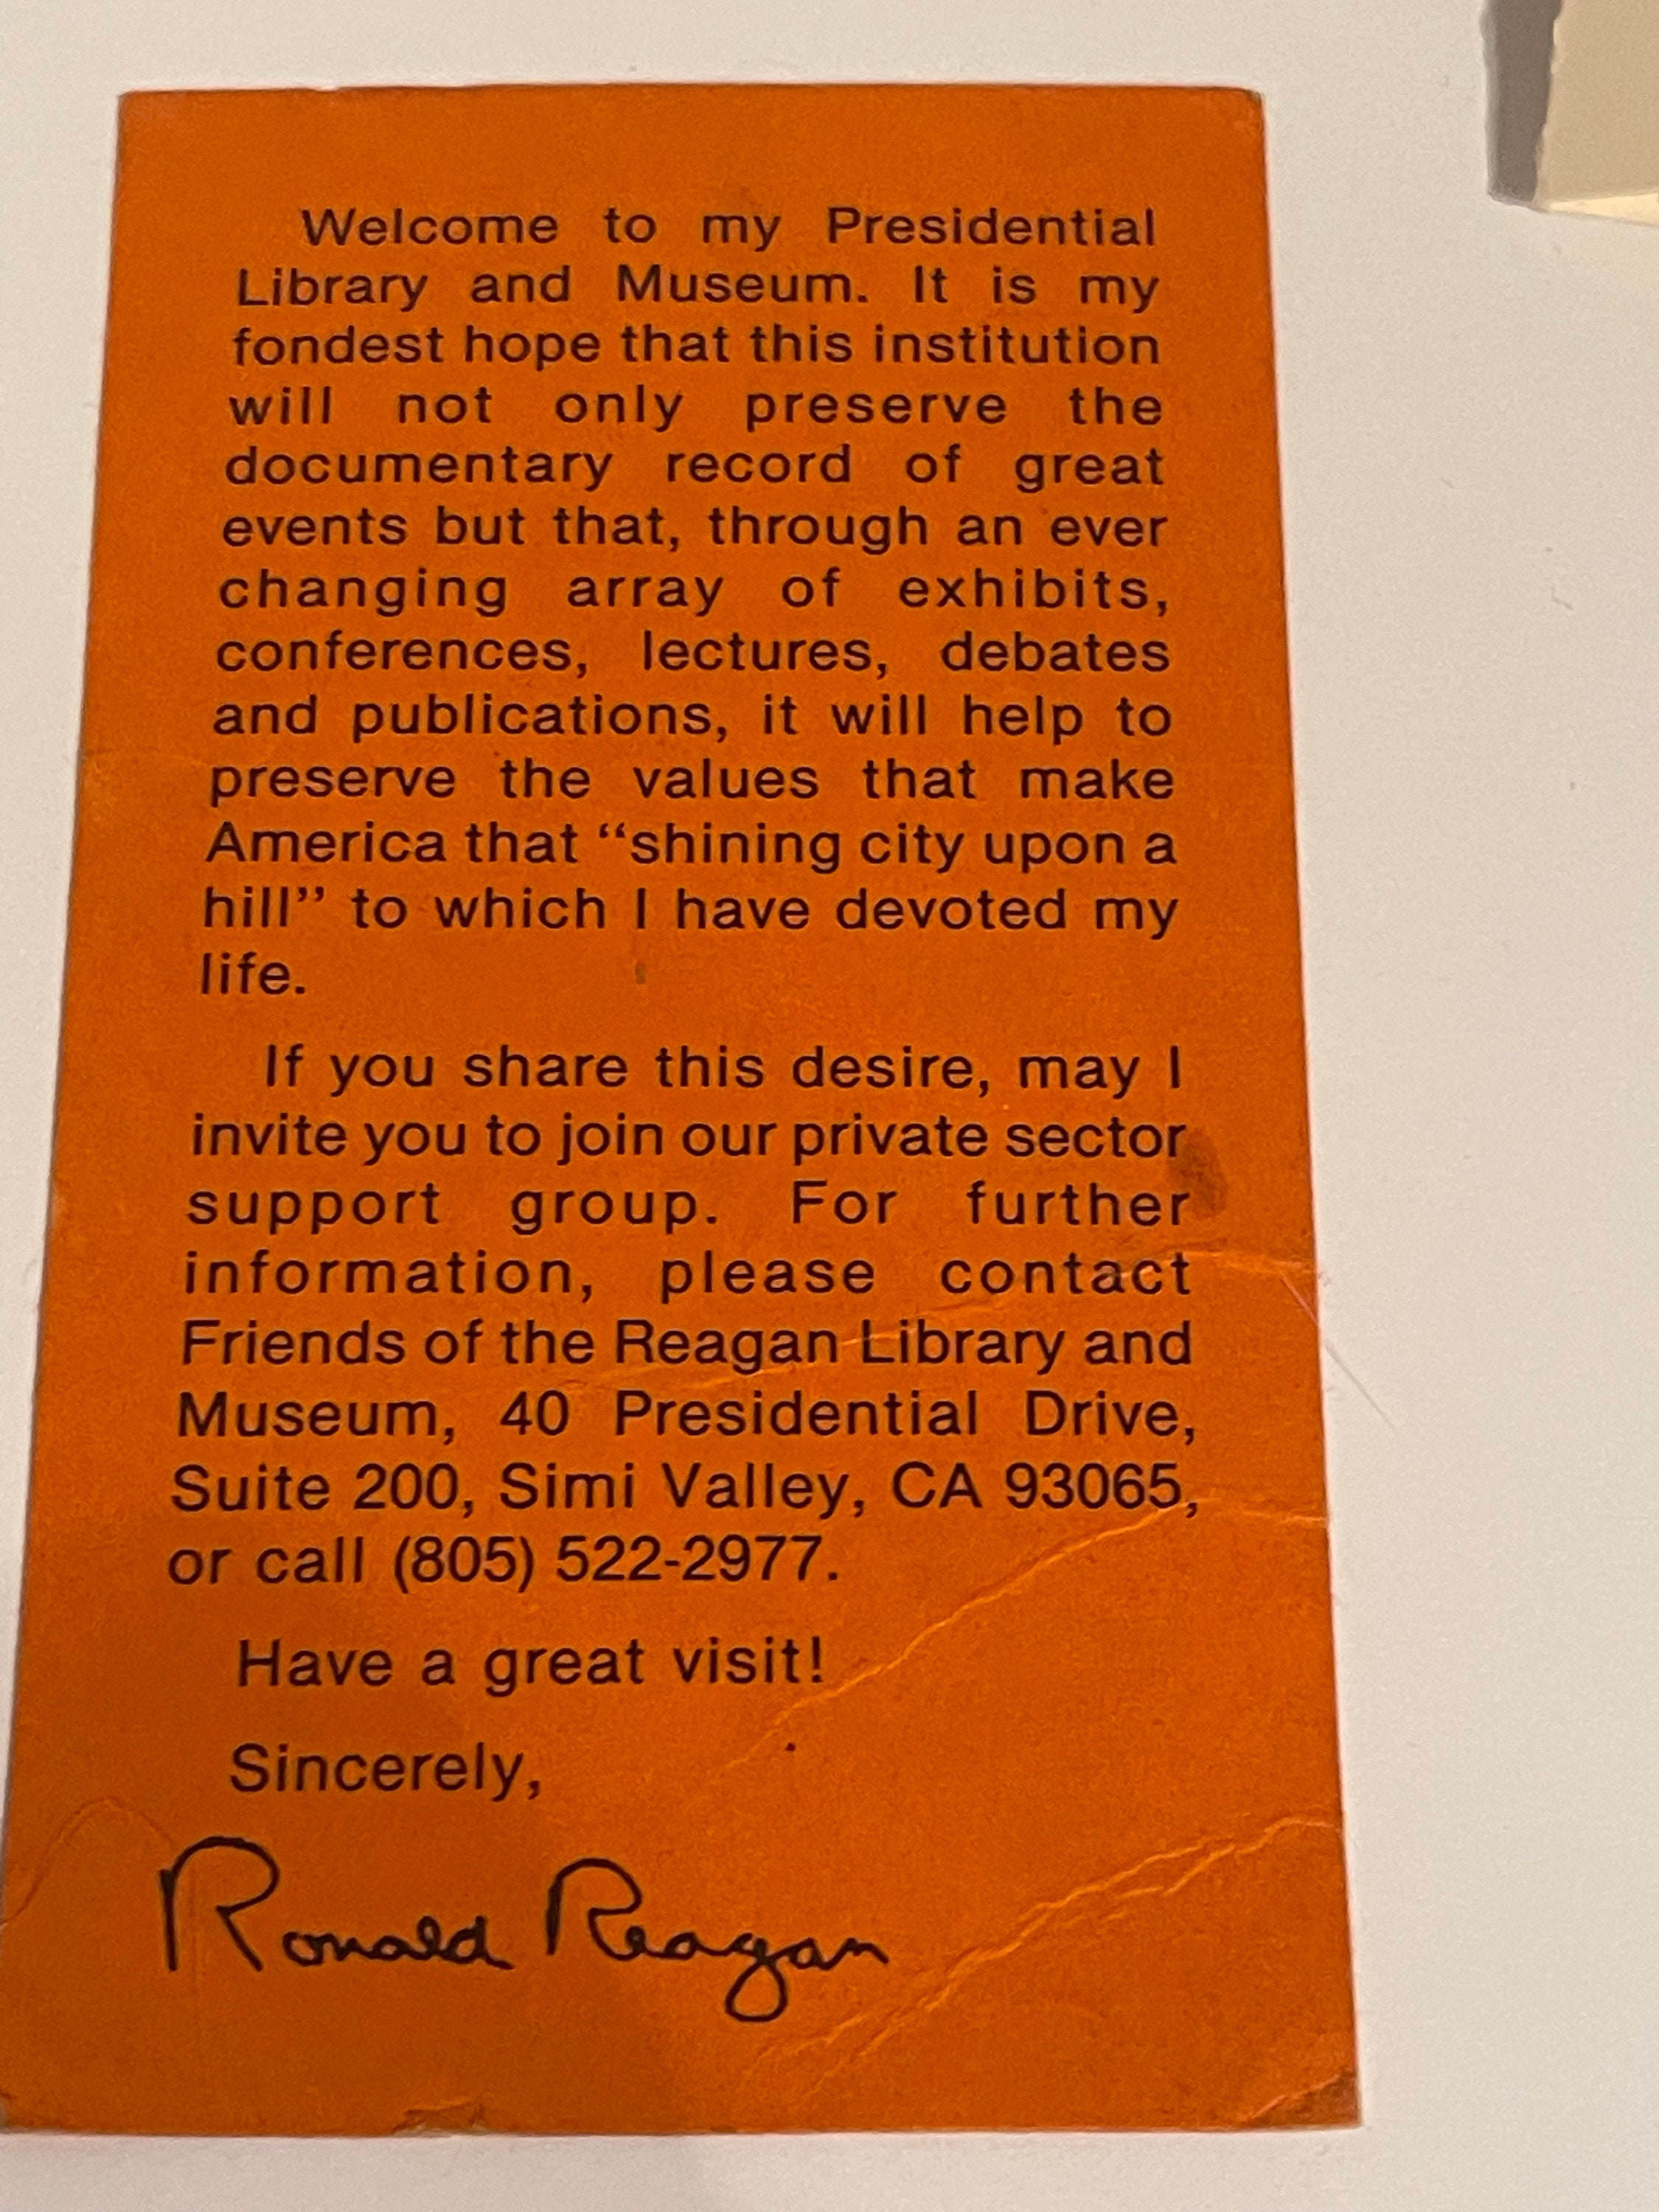 Welcome to my Presidential
Library and Museum. It is my
fondest hope that this institution
will not only preserve the
documentary record of great
events but that, through an ever
changing array of exhibits,
conferences, lectures, debates
and publications, it will help to
preserve the values that make
America that “shining city upon a
hill” to which I have devoted my
life.
If you share this desire, may I
invite you to join our private sector
support group. For further
information, please contact
Friends of the Reagan Library and
Museum, 40 Presidential Drive,
Suite 200, Simi Valley, CA 93065,
or call (805) 522-2977.
Have a great visit!
Sincerely,
Ronald Reagan